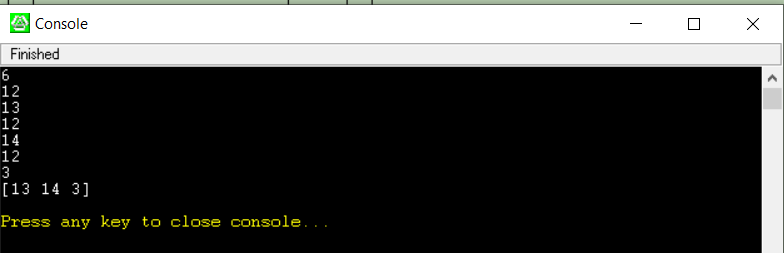 Console
Finished
6
12
13
12
14
12
3
[13 14 3]
Press any key to close console...